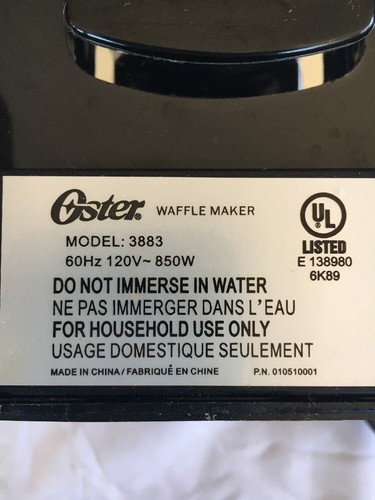 Oster® WAFFLE MAKER
MODEL: 3883
60Hz 120V~ 850W
UL
LISTED
E 138980
6K89
DO NOT IMMERSE IN WATER
NE PAS IMMERGER DANS L'EAU
FOR HOUSEHOLD USE ONLY
USAGE DOMESTIQUE SEULEMENT
MADE IN CHINA/FABRIQUÉ EN CHINE P.N. 010510001